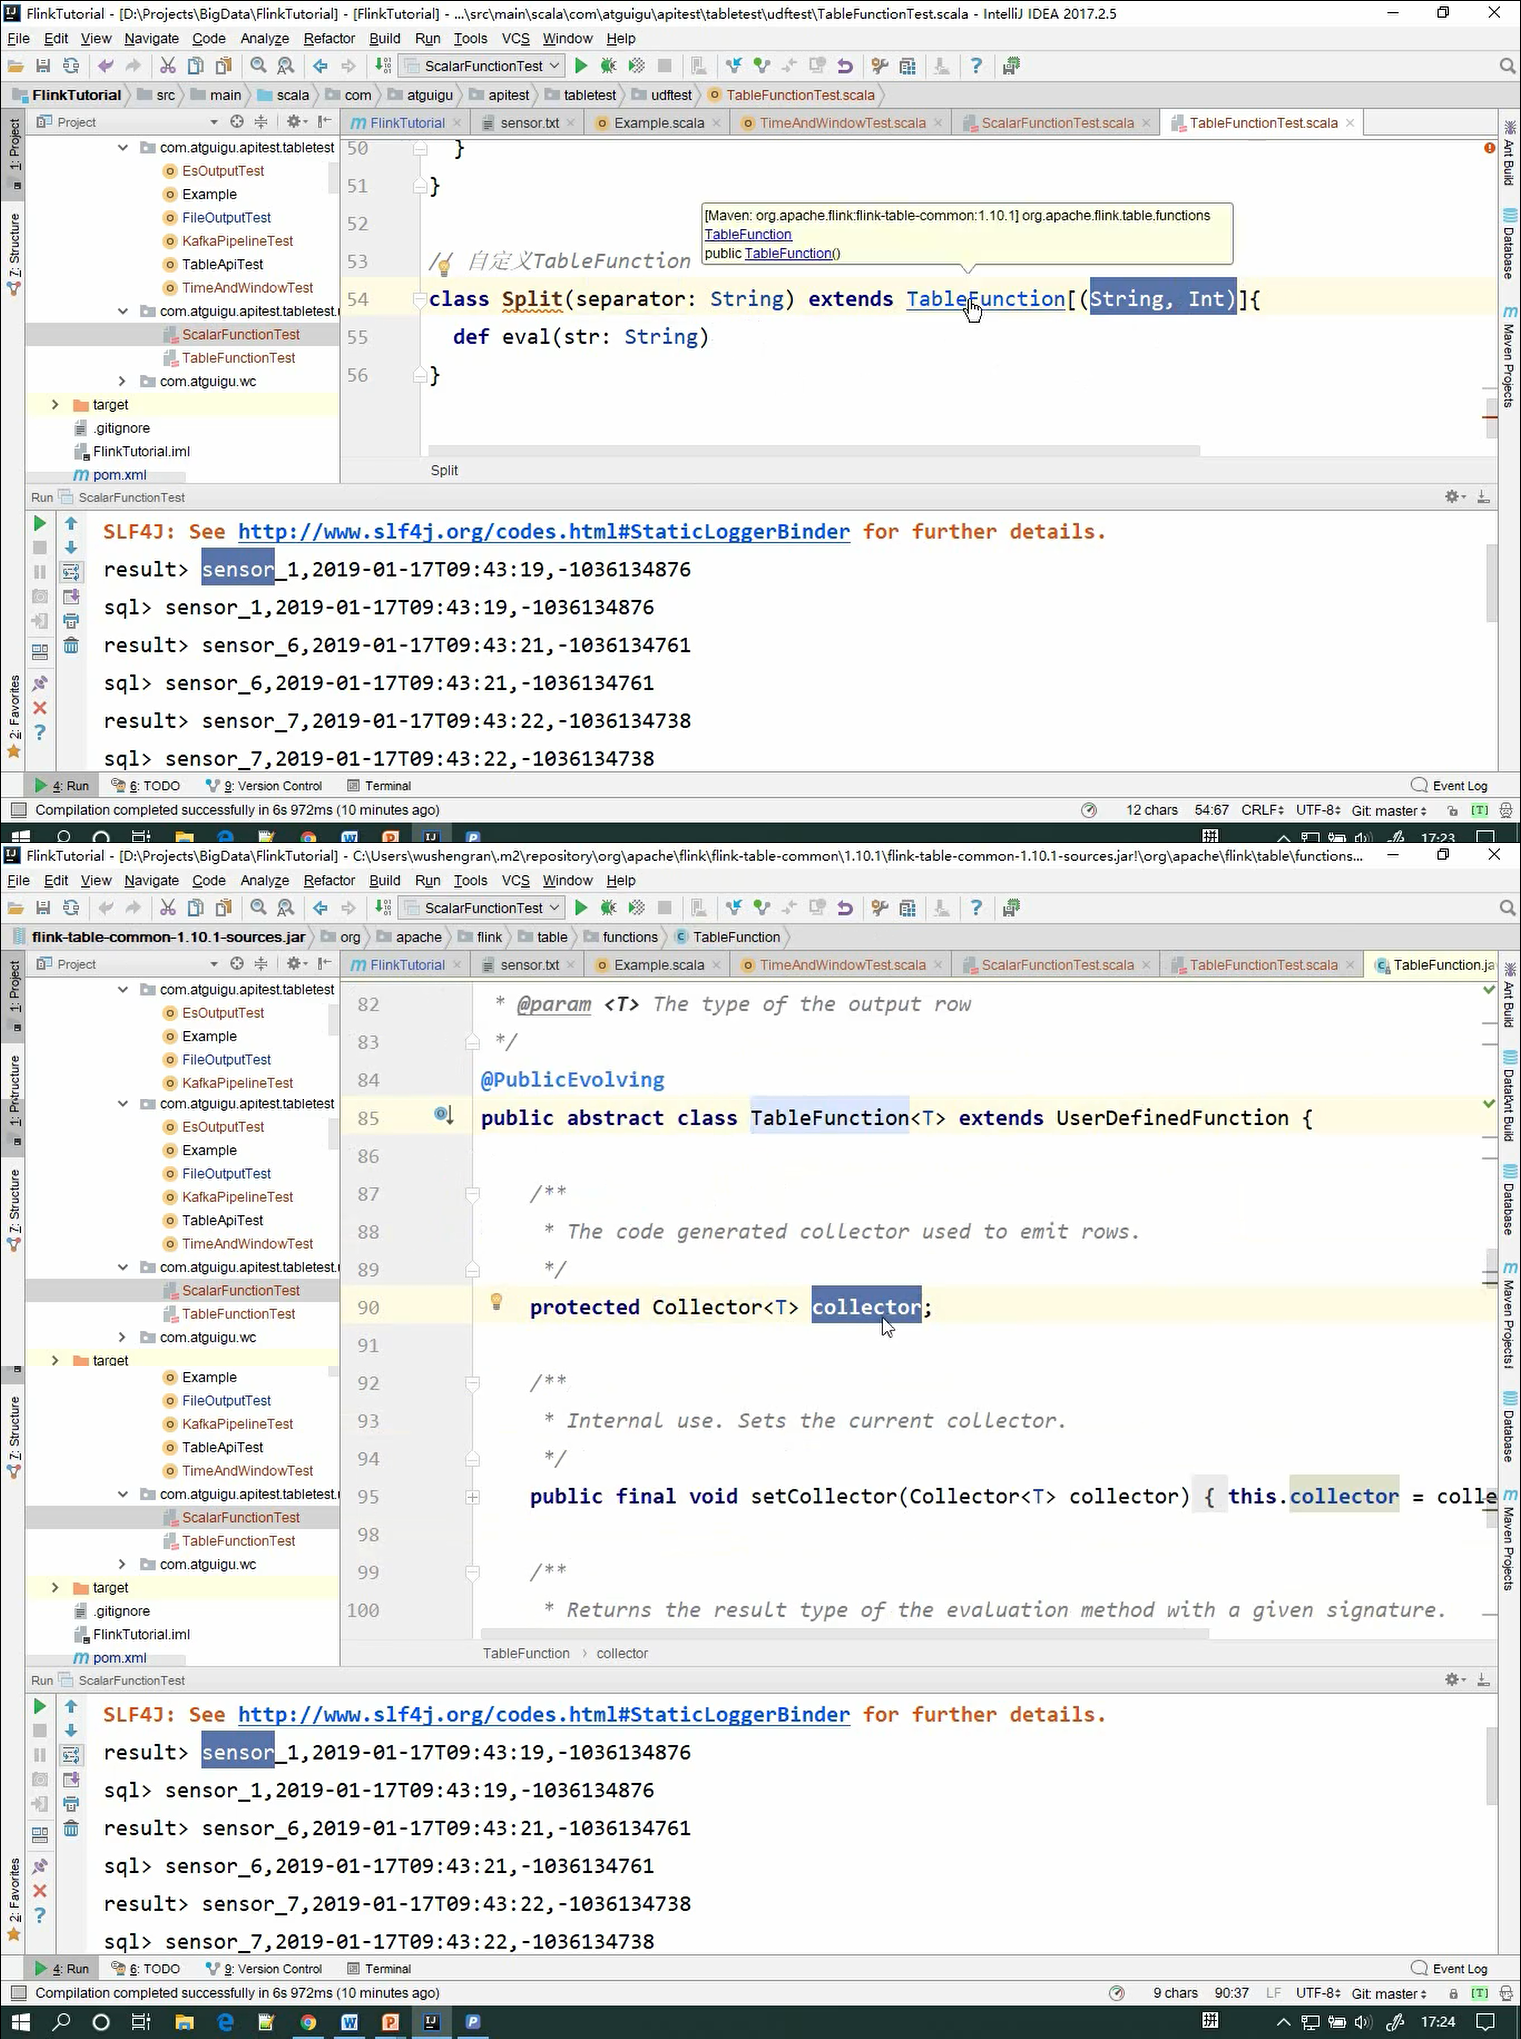 FlinkTutorial - [D:\Projects\BigData\FlinkTutorial] - [FlinkTutorial] - ...\src\main\scala\com\atguigu\apitest\tabletest\udftest\TableFunctionTest.scala - IntelliJ IDEA 2017.2.5
File Edit View Navigate Code Analyze Refactor Build Run Tools VCS Window Help
ScalarFunctionTest
FlinkTutorial src main scala com atguigu apitest tabletest udftest TableFunctionTest.scala
Project FlinkTutorial sensor.txt Example.scala TimeAndWindowTest.scala ScalarFunctionTest.scala TableFunctionTest.scala
1: Project
7: Structure
2: Favorites
Ant Build
Database
Maven Projects
com.atguigu.apitest.tabletest
EsOutputTest
Example
FileOutputTest
KafkaPipelineTest
TableApiTest
TimeAndWindowTest
com.atguigu.apitest.tabletest.
ScalarFunctionTest
TableFunctionTest
com.atguigu.wc
target
.gitignore
FlinkTutorial.iml
pom.xml
50 }
51 }
52
[Maven: org.apache.flink:flink-table-common:1.10.1] org.apache.flink.table.functions
TableFunction
public TableFunction()
53 // 自定义TableFunction
54 class Split(separator: String) extends TableFunction[(String, Int)]{
55 def eval(str: String)
56 }
Split
Run ScalarFunctionTest
SLF4J: See http://www.slf4j.org/codes.html#StaticLoggerBinder for further details.
result> sensor_1,2019-01-17T09:43:19,-1036134876
sql> sensor_1,2019-01-17T09:43:19,-1036134876
result> sensor_6,2019-01-17T09:43:21,-1036134761
sql> sensor_6,2019-01-17T09:43:21,-1036134761
result> sensor_7,2019-01-17T09:43:22,-1036134738
sql> sensor_7,2019-01-17T09:43:22,-1036134738
4: Run 6: TODO 9: Version Control Terminal Event Log
Compilation completed successfully in 6s 972ms (10 minutes ago) 12 chars 54:67 CRLF UTF-8 Git: master [T]
拼 17:23
FlinkTutorial - [D:\Projects\BigData\FlinkTutorial] - C:\Users\wushengran\.m2\repository\org\apache\flink\flink-table-common\1.10.1\flink-table-common-1.10.1-sources.jar!\org\apache\flink\table\functions...
File Edit View Navigate Code Analyze Refactor Build Run Tools VCS Window Help
ScalarFunctionTest
flink-table-common-1.10.1-sources.jar org apache flink table functions TableFunction
Project FlinkTutorial sensor.txt Example.scala TimeAndWindowTest.scala ScalarFunctionTest.scala TableFunctionTest.scala TableFunction.ja
1: Project
7: Structure
7: Structure
2: Favorites
Ant Build
Database
Maven Projects
Database
Maven Projects
com.atguigu.apitest.tabletest
EsOutputTest
Example
FileOutputTest
KafkaPipelineTest
com.atguigu.apitest.tabletest
EsOutputTest
Example
FileOutputTest
KafkaPipelineTest
TableApiTest
TimeAndWindowTest
com.atguigu.apitest.tabletest.
ScalarFunctionTest
TableFunctionTest
com.atguigu.wc
target
Example
FileOutputTest
KafkaPipelineTest
TableApiTest
TimeAndWindowTest
com.atguigu.apitest.tabletest.
ScalarFunctionTest
TableFunctionTest
com.atguigu.wc
target
.gitignore
FlinkTutorial.iml
pom.xml
82 * @param <T> The type of the output row
83 */
84 @PublicEvolving
85 public abstract class TableFunction<T> extends UserDefinedFunction {
86
87 /**
88 * The code generated collector used to emit rows.
89 */
90 protected Collector<T> collector;
91
92 /**
93 * Internal use. Sets the current collector.
94 */
95 public final void setCollector(Collector<T> collector) { this.collector = colle
98
99 /**
100 * Returns the result type of the evaluation method with a given signature.
TableFunction › collector
Run ScalarFunctionTest
SLF4J: See http://www.slf4j.org/codes.html#StaticLoggerBinder for further details.
result> sensor_1,2019-01-17T09:43:19,-1036134876
sql> sensor_1,2019-01-17T09:43:19,-1036134876
result> sensor_6,2019-01-17T09:43:21,-1036134761
sql> sensor_6,2019-01-17T09:43:21,-1036134761
result> sensor_7,2019-01-17T09:43:22,-1036134738
sql> sensor_7,2019-01-17T09:43:22,-1036134738
4: Run 6: TODO 9: Version Control Terminal Event Log
Compilation completed successfully in 6s 972ms (10 minutes ago) 9 chars 90:37 LF UTF-8 Git: master [T]
拼 17:24